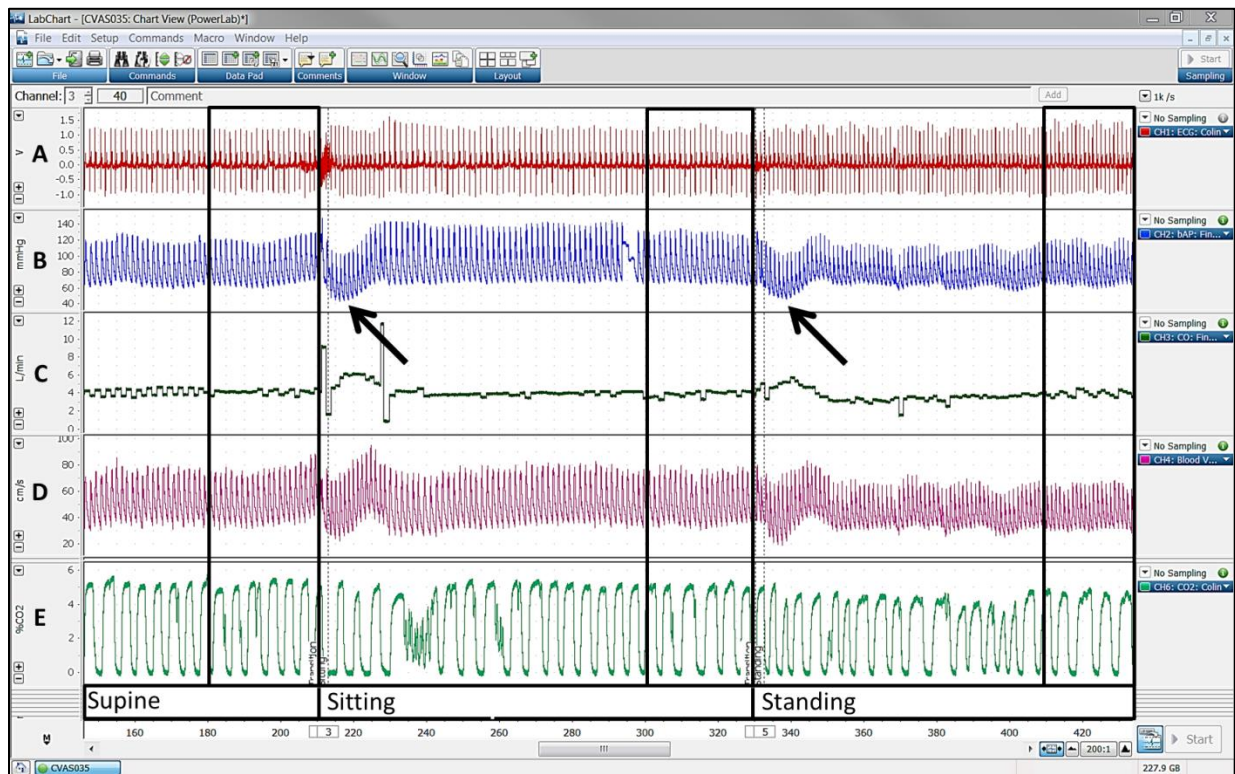 LabChart - [CVAS035: Chart View (PowerLab)*]
File Edit Setup Commands Macro Window Help
Start
File Commands Data Pad Comments Window Layout Sampling
Channel: 3 40 Comment Add 1k /s
A
V
1.5
1.0
0.5
0.0
-0.5
-1.0
No Sampling
CH1: ECG: Colin
B
mmHg
140
120
100
80
60
40
No Sampling
CH2: bAP: Fin...
C
L/min
12
10
8
6
4
2
0
No Sampling
CH3: CO: Fin...
D
cm/s
100
80
60
40
20
No Sampling
CH4: Blood V...
E
%CO2
6
4
2
0
No Sampling
CH6: CO2: Colin
Transition
Transition
Standing
Supine Sitting Standing
160 180 200 3 220 240 260 280 300 320 5 340 360 380 400 420
200:1
Start
CVAS035 227.9 GB